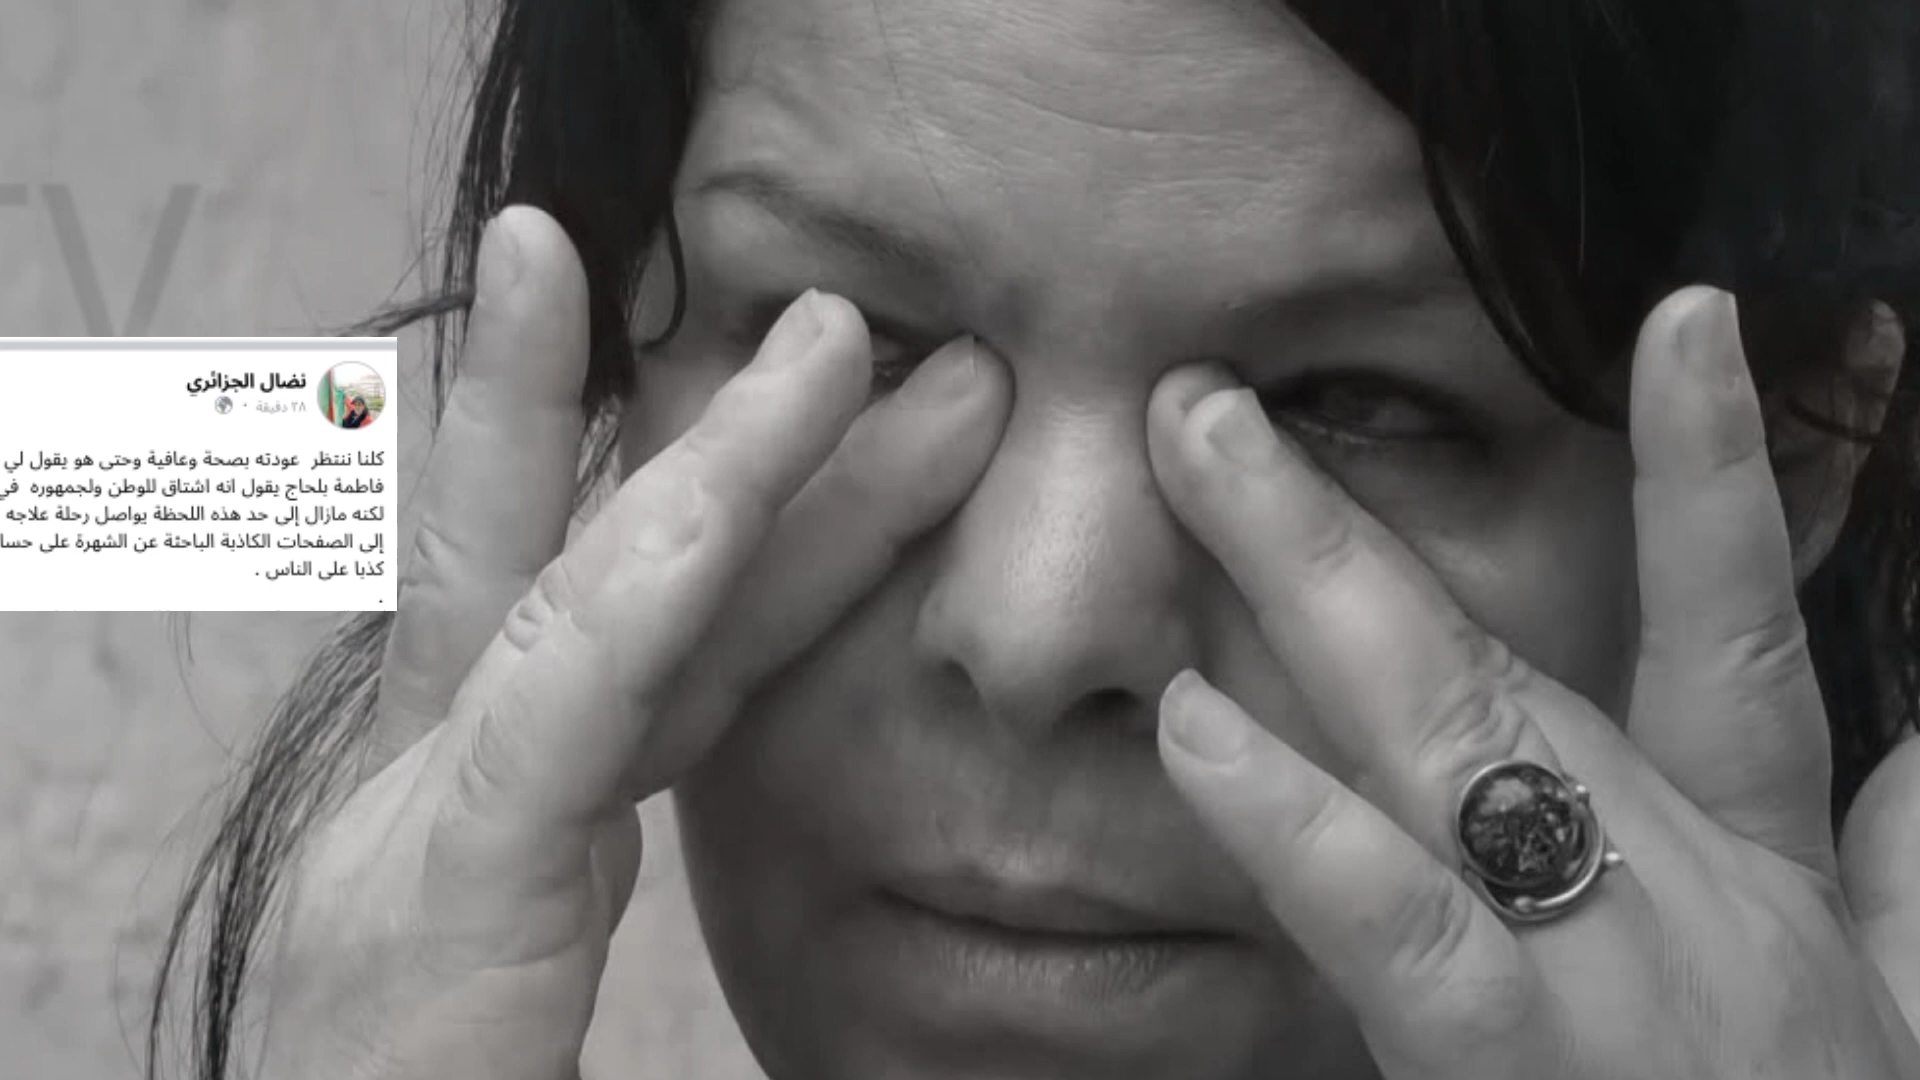 TV
نضال الجزائري
٢٨ دقيقة ·
كلنا ننتظر عودته بصحة وعافية وحتى هو يقول لي
فاطمة بلحاج يقول انه اشتاق للوطن ولجمهوره في
لكنه مازال إلى حد هذه اللحظة يواصل رحلة علاجه
إلى الصفحات الكاذبة الباحثة عن الشهرة على
كذبا على الناس .
.